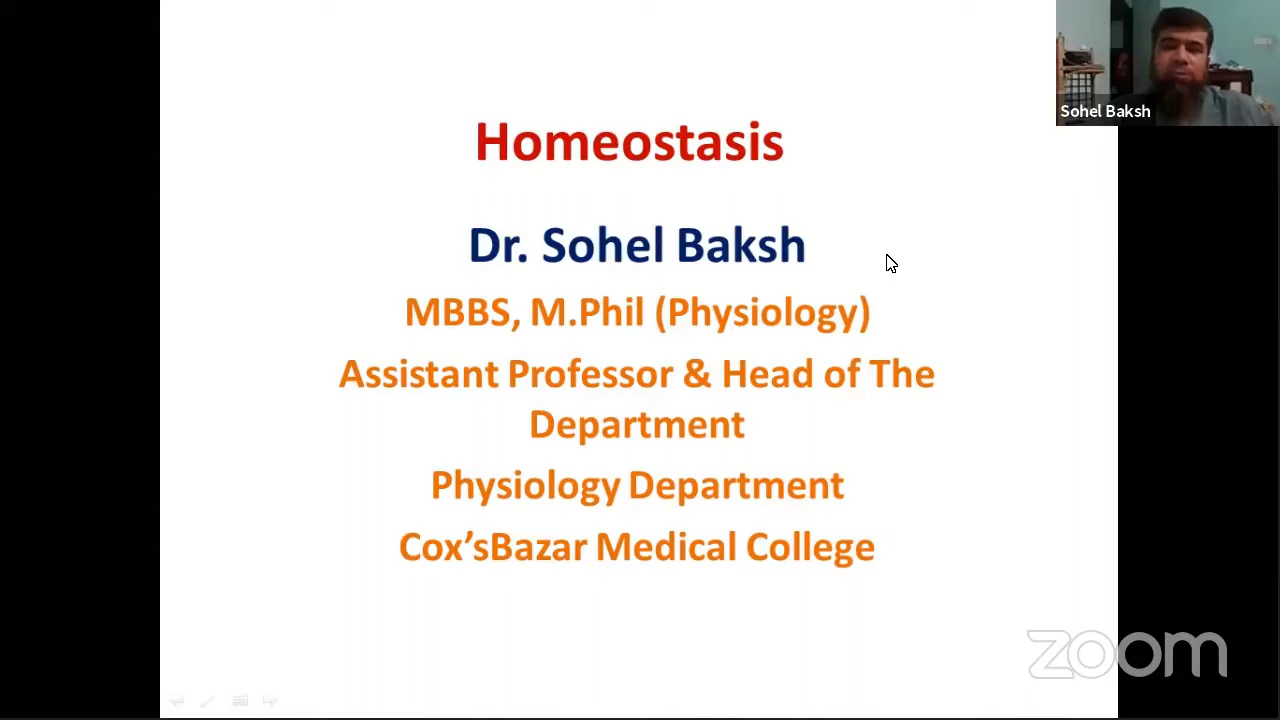 Homeostasis
Dr. Sohel Baksh
MBBS, M.Phil (Physiology)
Assistant Professor & Head of The
Department
Physiology Department
Cox’sBazar Medical College
Sohel Baksh
zoom